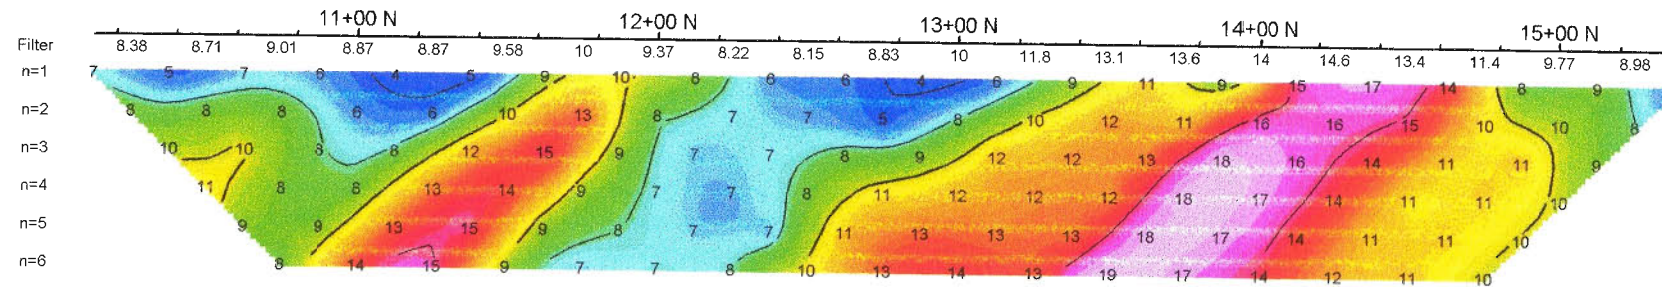 11+00 N 12+00 N 13+00 N 14+00 N 15+00 N
Filter 8.38 8.71 9.01 8.87 8.87 9.58 10 9.37 8.22 8.15 8.83 10 11.8 13.1 13.6 14 14.6 13.4 11.4 9.77 8.98
n=1 7 5 7 6 4 5 9 10 8 6 6 4 6 9 11 9 15 17 14 8 9
n=2 8 8 8 6 6 10 13 8 7 7 5 8 10 12 11 16 16 15 10 10 8
n=3 10 10 8 8 12 15 9 7 7 8 9 12 12 13 18 16 14 11 11 9
n=4 11 8 8 13 14 9 7 7 8 11 12 12 12 18 17 14 11 11 10
n=5 9 9 13 15 9 8 7 7 11 13 13 13 18 17 14 11 11 10
n=6 8 14 15 9 7 7 8 10 13 14 13 19 17 14 12 11 10